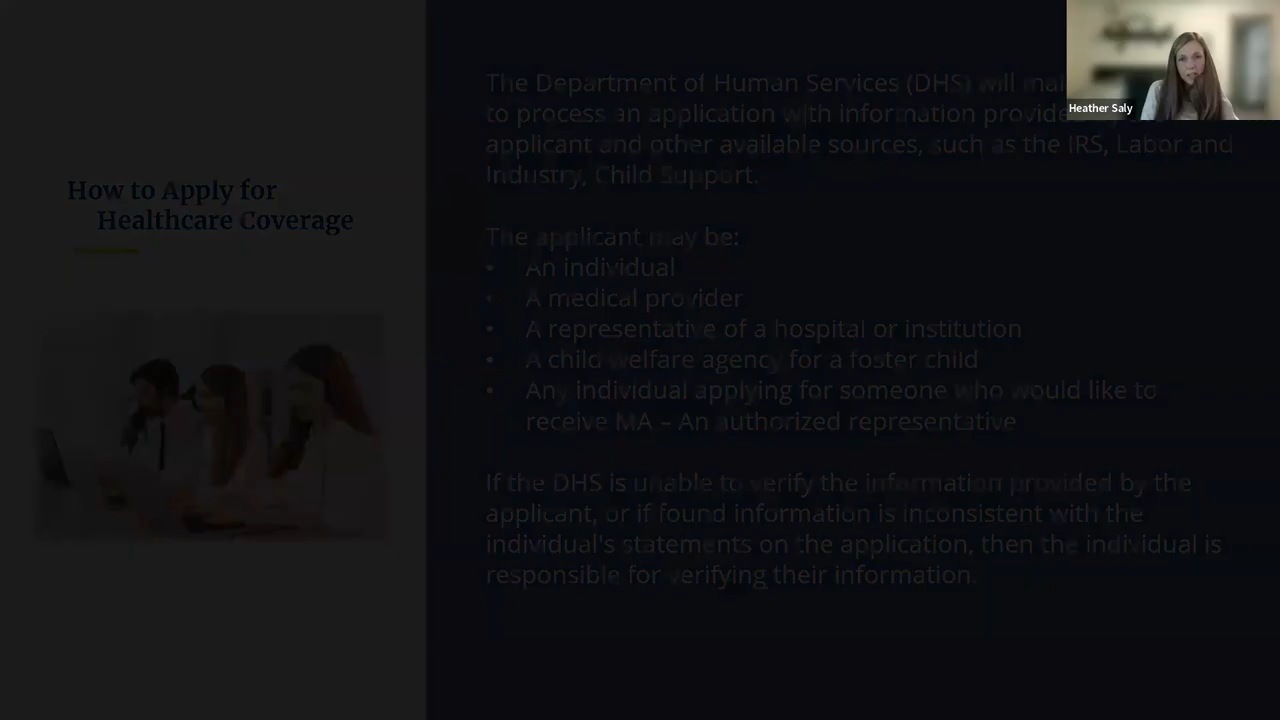 How to Apply for
Healthcare Coverage
The Department of Human Services (DHS) will
to process an application with information
applicant and other available sources, such as the IRS, Labor and
Industry, Child Support.
The applicant may be:
• An individual
• A medical provider
• A representative of a hospital or institution
• A child welfare agency for a foster child
• Any individual applying for someone who would like to
receive MA – An authorized representative
If the DHS is unable to verify the information provided by the
applicant, or if found information is inconsistent with the
individual's statements on the application, then the individual is
responsible for verifying their information.
Heather Saly